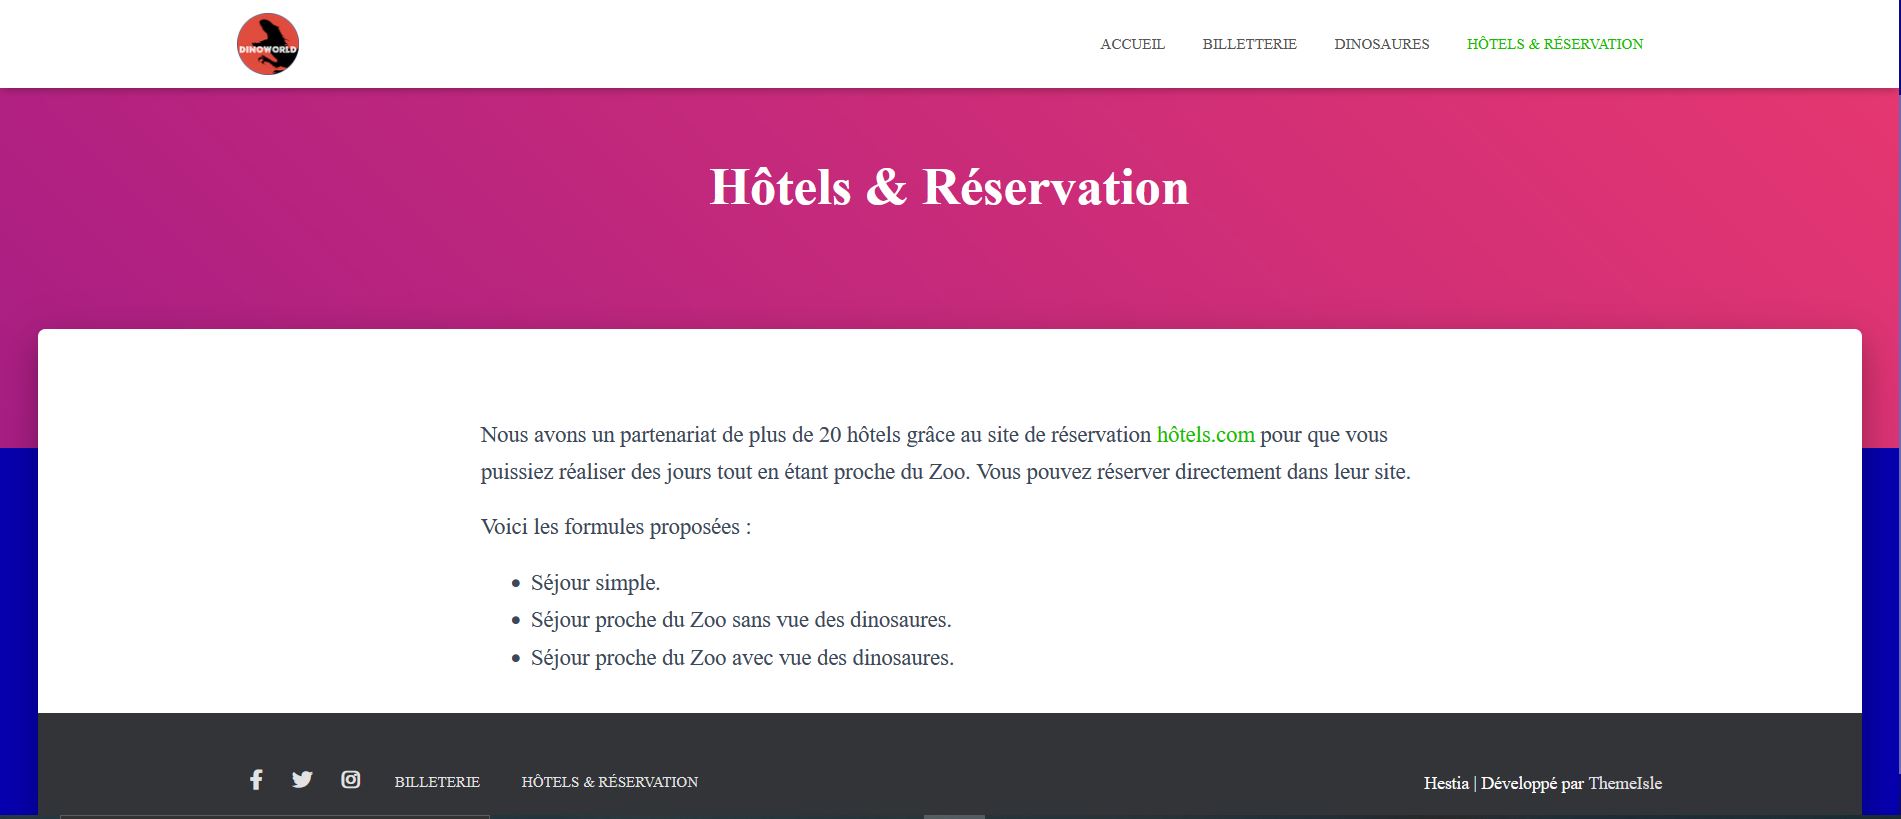 DINOWORLD
ACCUEIL BILLETTERIE DINOSAURES HÔTELS & RÉSERVATION
Hôtels & Réservation
Nous avons un partenariat de plus de 20 hôtels grâce au site de réservation hôtels.com pour que vous
puissiez réaliser des jours tout en étant proche du Zoo. Vous pouvez réserver directement dans leur site.
Voici les formules proposées :
• Séjour simple.
• Séjour proche du Zoo sans vue des dinosaures.
• Séjour proche du Zoo avec vue des dinosaures.
BILLETERIE HÔTELS & RÉSERVATION Hestia | Développé par ThemeIsle